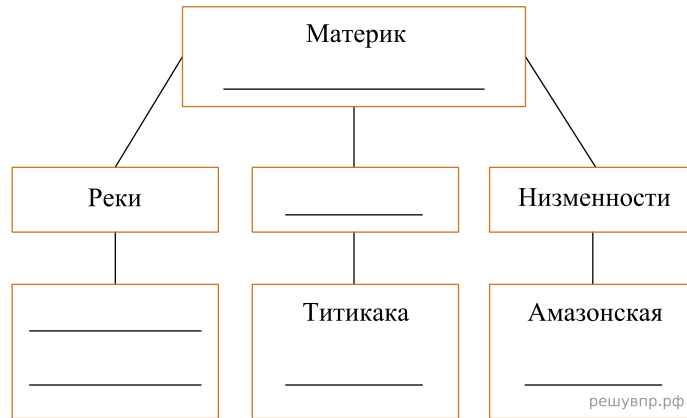 Материк
Реки
Низменности
Титикака
Амазонская
решувпр.рф